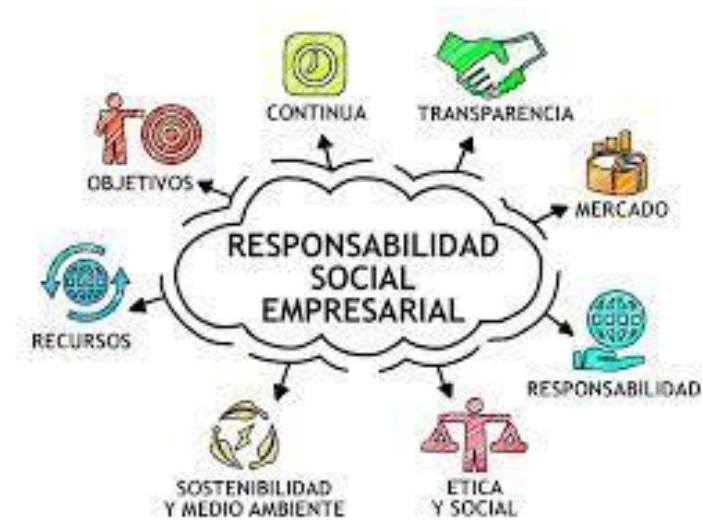 CONTINUA
TRANSPARENCIA
OBJETIVOS
MERCADO
RESPONSABILIDAD
SOCIAL
EMPRESARIAL
RECURSOS
RESPONSABILIDAD
SOSTENIBILIDAD
Y MEDIO AMBIENTE
ETICA
Y SOCIAL